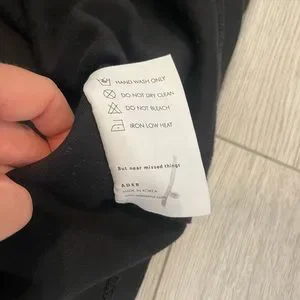 HAND WASH ONLY
DO NOT DRY CLEAN
DO NOT BLEACH
IRON LOW HEAT
But near missed things
ADER
MADE IN KOREA